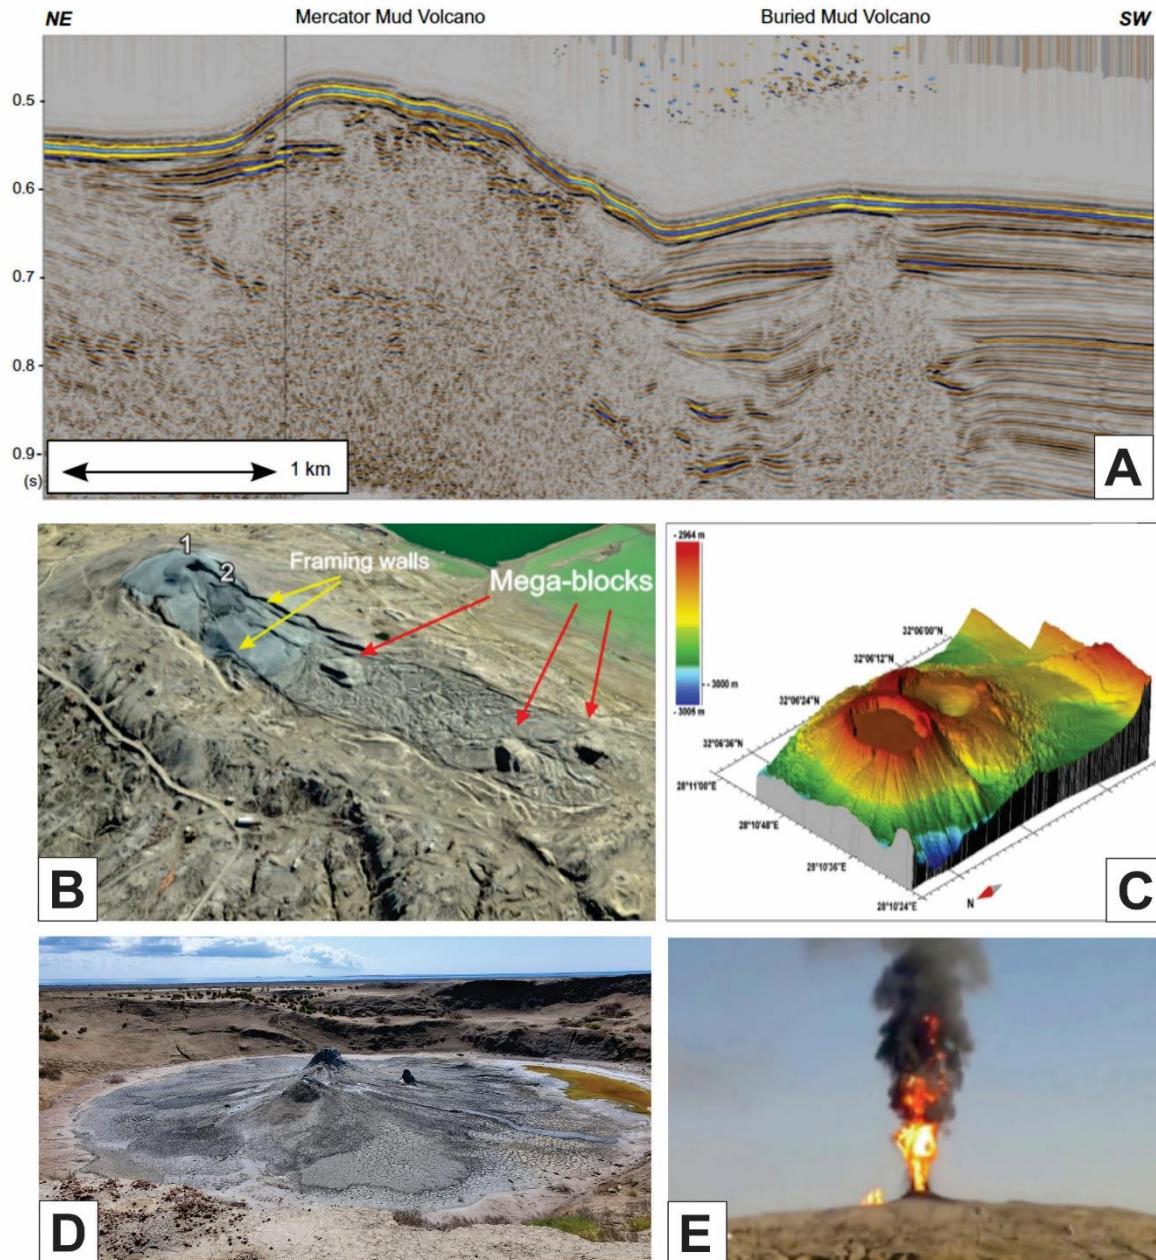 NE Mercator Mud Volcano Buried Mud Volcano SW
0.5
0.6
0.7
0.8
0.9
(s)
1 km
A
1
2
Framing walls
Mega-blocks
B
- 2964 m
- 3000 m
- 3005 m
32°06'00"N
32°06'12"N
32°06'24"N
32°06'36"N
28°11'00"E
28°10'48"E
28°10'36"E
28°10'24"E
N
C
D
E